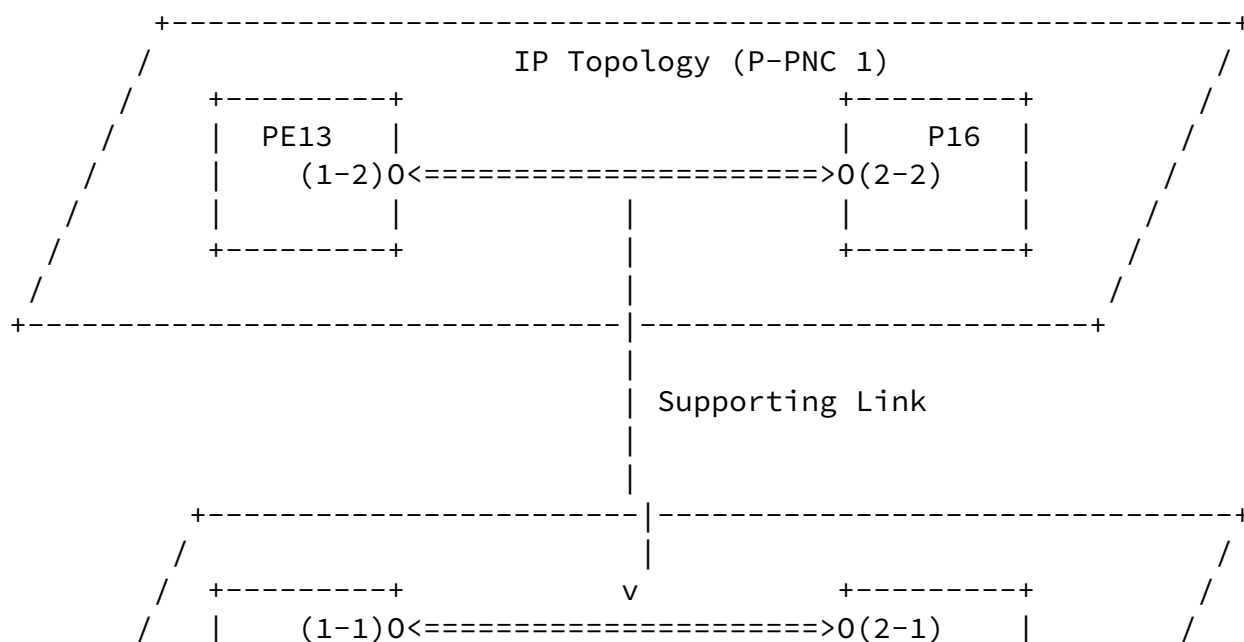 IP Topology (P-PNC 1)
PE13 P16
(1-2)O O(2-2)
Supporting Link
(1-1)O O(2-1)